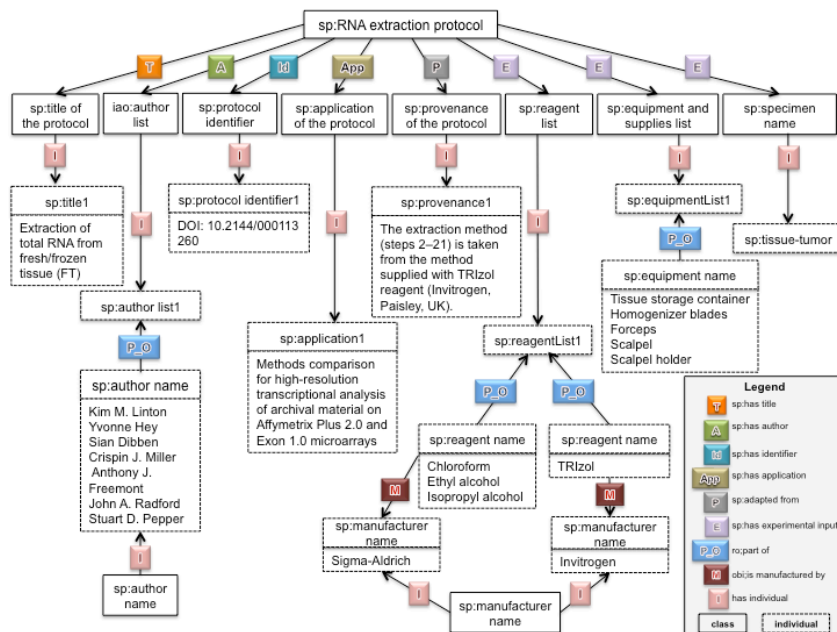 sp:RNA extraction protocol
T
A
Id
App
P
E
E
E
sp:title of
the protocol
iao:author
list
sp:protocol
identifier
sp:application
of the protocol
sp:provenance
of the protocol
sp:reagent
list
sp:equipment and
supplies list
sp:specimen
name
I
I
I
I
I
I
I
I
sp:title1
Extraction of
total RNA from
fresh/frozen
tissue (FT)
sp:protocol identifier1
DOI: 10.2144/000113
260
sp:provenance1
The extraction method
(steps 2–21) is taken
from the method
supplied with TRIzol
reagent (Invitrogen,
Paisley, UK).
sp:equipmentList1
P_O
sp:equipment name
Tissue storage container
Homogenizer blades
Forceps
Scalpel
Scalpel holder
sp:tissue-tumor
sp:author list1
P_O
sp:author name
Kim M. Linton
Yvonne Hey
Sian Dibben
Crispin J. Miller
Anthony J.
Freemont
John A. Radford
Stuart D. Pepper
I
sp:author
name
sp:application1
Methods comparison
for high-resolution
transcriptional analysis
of archival material on
Affymetrix Plus 2.0 and
Exon 1.0 microarrays
sp:reagentList1
P_O
P_O
sp:reagent name
Chloroform
Ethyl alcohol
Isopropyl alcohol
sp:reagent name
TRIzol
M
M
sp:manufacturer
name
Sigma-Aldrich
sp:manufacturer
name
Invitrogen
I
I
sp:manufacturer
name
Legend
T sp:has title
A sp:has author
Id sp:has identifier
App sp:has application
P sp:adapted from
E sp:has experimental input
P_O ro;part of
M obi;is manufactured by
I has individual
class
individual